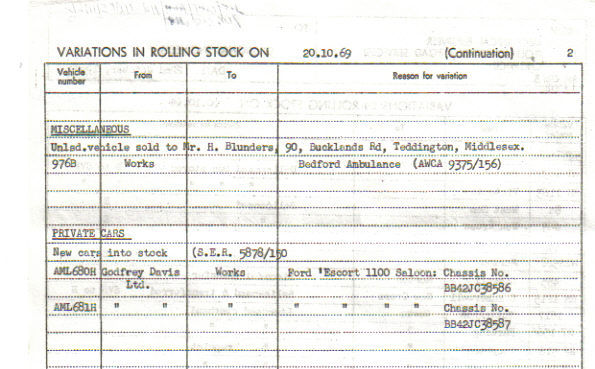 VARIATIONS IN ROLLING STOCK ON 20.10.69 (Continuation) 2
Vehicle number From To Reason for variation
MISCELLANEOUS
Unlsd.vehicle sold to Mr. H. Blunders, 90, Bucklands Rd, Teddington, Middlesex.
976B Works Bedford Ambulance (AWCA 9375/156)
PRIVATE CARS
New cars into stock (S.E.R. 5878/150
AML680H Godfrey Davis Works Ford 'Escort 1100 Saloon: Chassis No.
Ltd. BB42JC38586
AML681H " " " " " " " Chassis No.
BB42JC38587